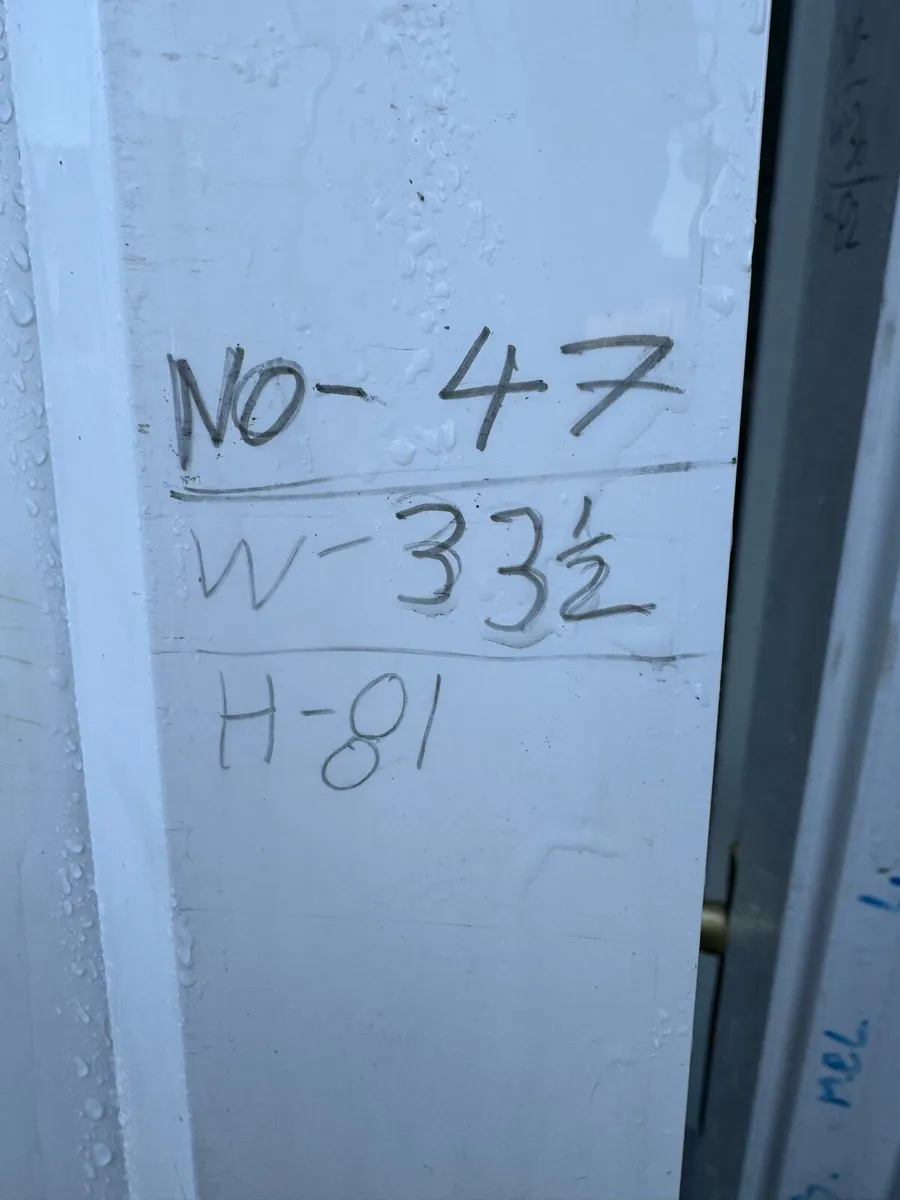 NO- 47
W- 33½
H-81